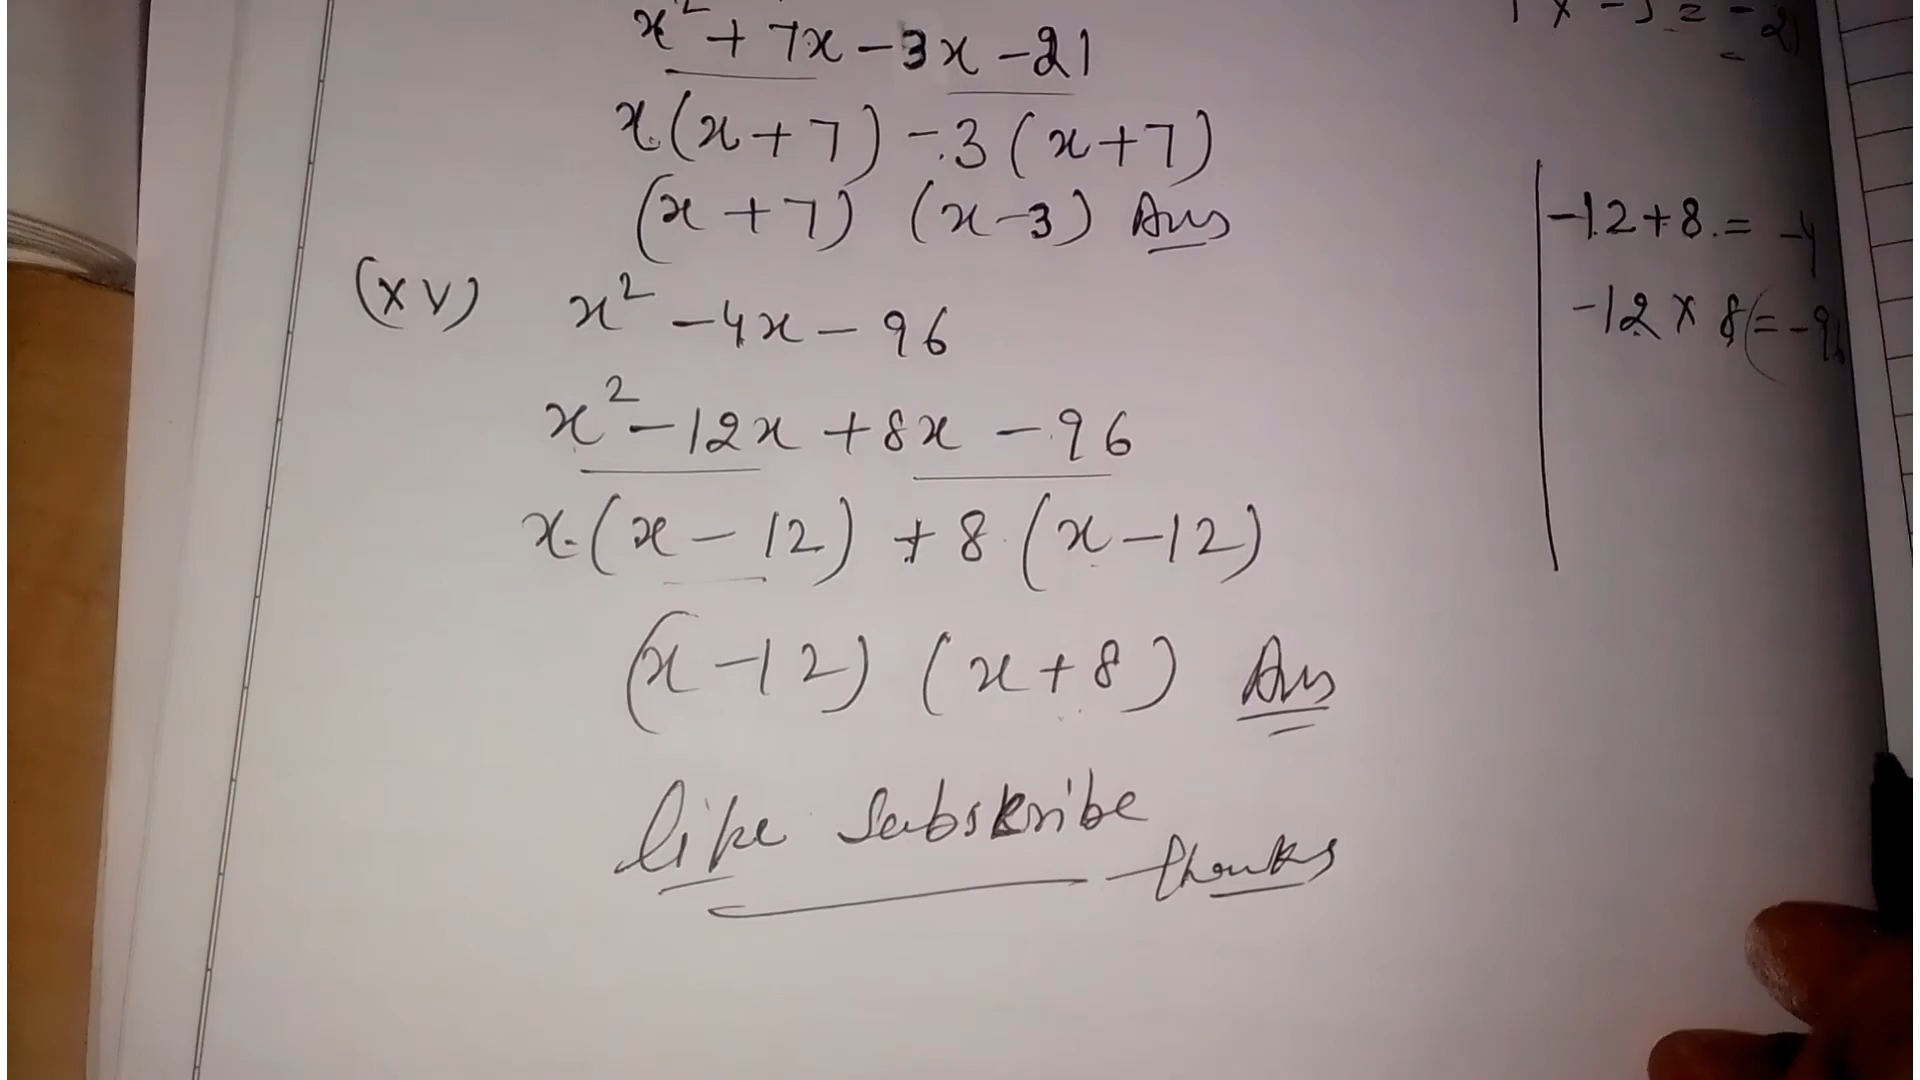 x² + 7x - 3x - 21
x(x + 7) - 3(x + 7)
(x + 7) (x - 3) Ans
(xv) x² - 4x - 96
x² - 12x + 8x - 96
x(x - 12) + 8(x - 12)
(x - 12) (x + 8) Ans
like Subskribe
thanks
-12 + 8 = -4
-12 × 8 = -96